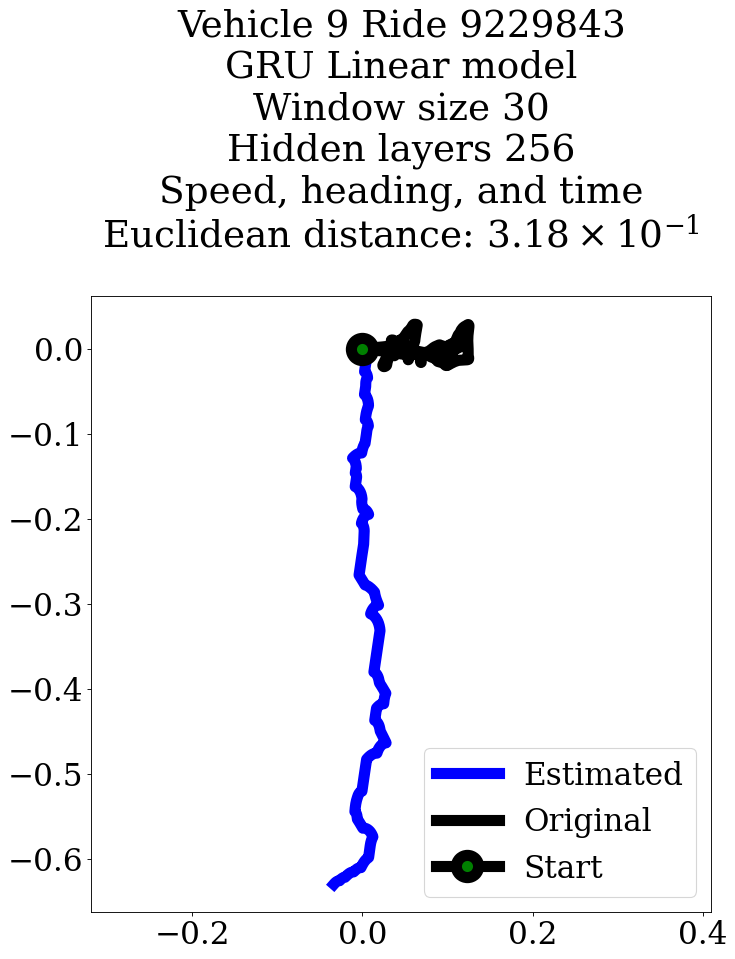 Vehicle 9 Ride 9229843
GRU Linear model
Window size 30
Hidden layers 256
Speed, heading, and time
Euclidean distance: 3.18 × 10⁻¹
0.0
−0.1
−0.2
−0.3
−0.4
−0.5
−0.6
Estimated
Original
Start
−0.2 0.0 0.2 0.4